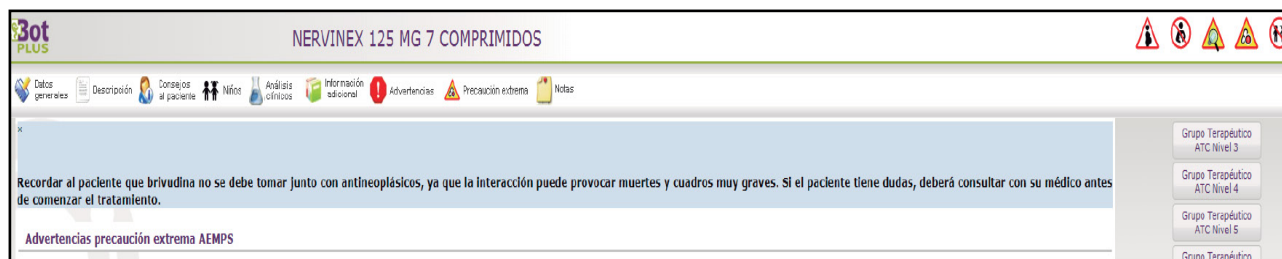 Bot
PLUS
NERVINEX 125 MG 7 COMPRIMIDOS
Datos generales
Descripción
Consejos al paciente
Niños
Análisis clínicos
Información adicional
Advertencias
Precaución extrema
Notas
×
Recordar al paciente que brivudina no se debe tomar junto con antineoplásicos, ya que la interacción puede provocar muertes y cuadros muy graves. Si el paciente tiene dudas, deberá consultar con su médico antes
de comenzar el tratamiento.
Advertencias precaución extrema AEMPS
Grupo Terapéutico
ATC Nivel 3
Grupo Terapéutico
ATC Nivel 4
Grupo Terapéutico
ATC Nivel 5
Grupo Terapéutico